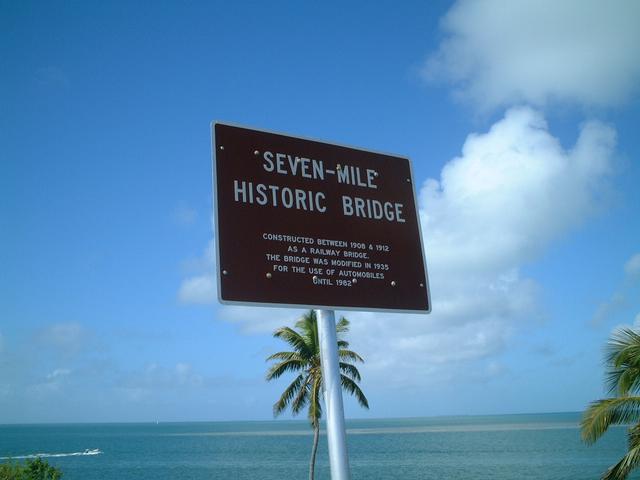 SEVEN-MILE
HISTORIC BRIDGE
CONSTRUCTED BETWEEN 1908 & 1912
AS A RAILWAY BRIDGE.
THE BRIDGE WAS MODIFIED IN 1935
FOR THE USE OF AUTOMOBILES
UNTIL 1982